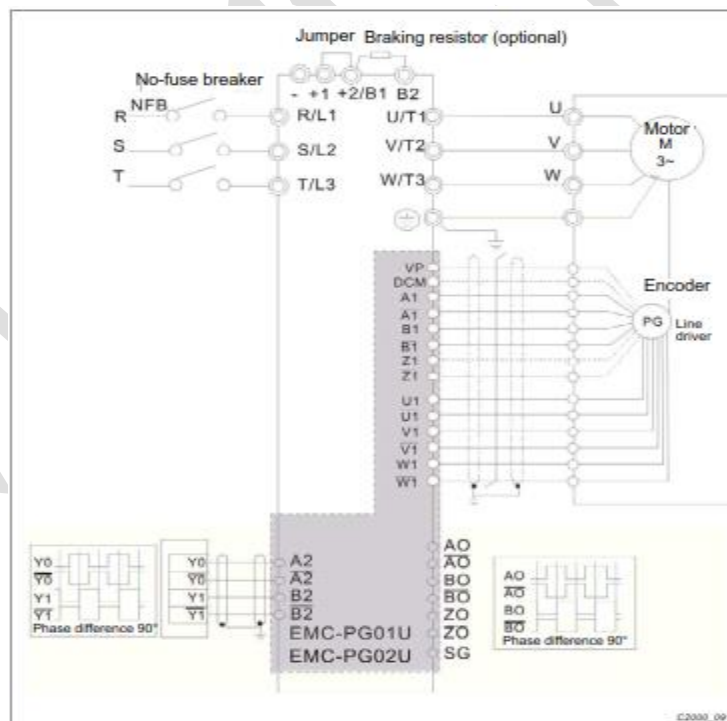 Jumper Braking resistor (optional)
No-fuse breaker
- +1 +2/B1 B2
NFB
R R/L1 U/T1 U
S S/L2 V/T2 V
T T/L3 W/T3 W
Motor
M
3~
VP
DCM
A1
A1
B1
B1
Z1
Z1
U1
U1
V1
V1
W1
W1
Encoder
PG
Line
driver
Y0
Y0
Y1
Y1
Phase difference 90°
Y0
Y0
Y1
Y1
A2
A2
B2
B2
EMC-PG01U
EMC-PG02U
AO
AO
BO
BO
ZO
ZO
SG
AO
AO
BO
BO
Phase difference 90°